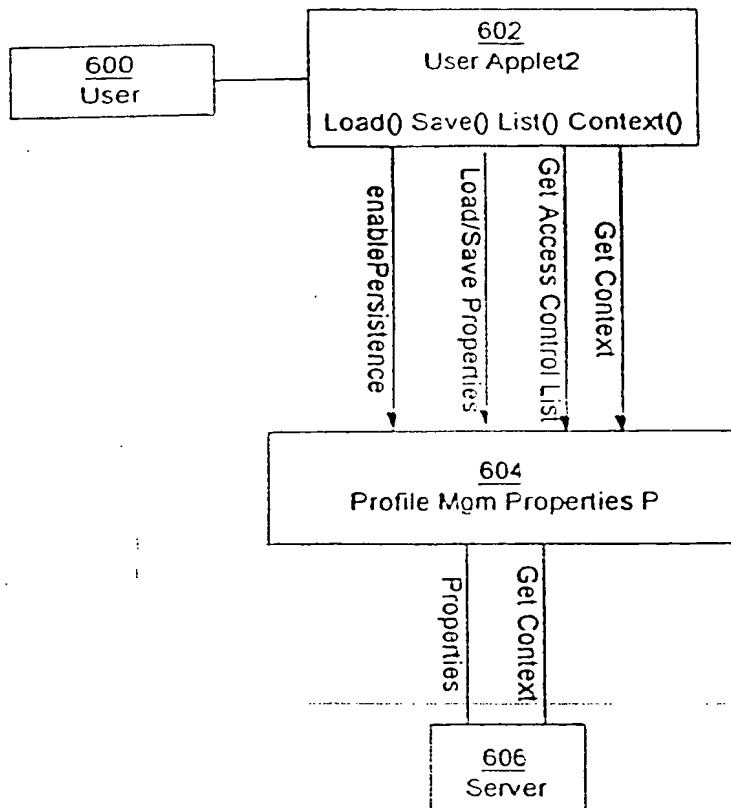 602
User Applet2
600
User
Load() Save() List() Context()
enablePersistence
Load/Save Properties
Get Access Control List
Get Context
604
Profile Mgm Properties P
Properties
Get Context
606
Server